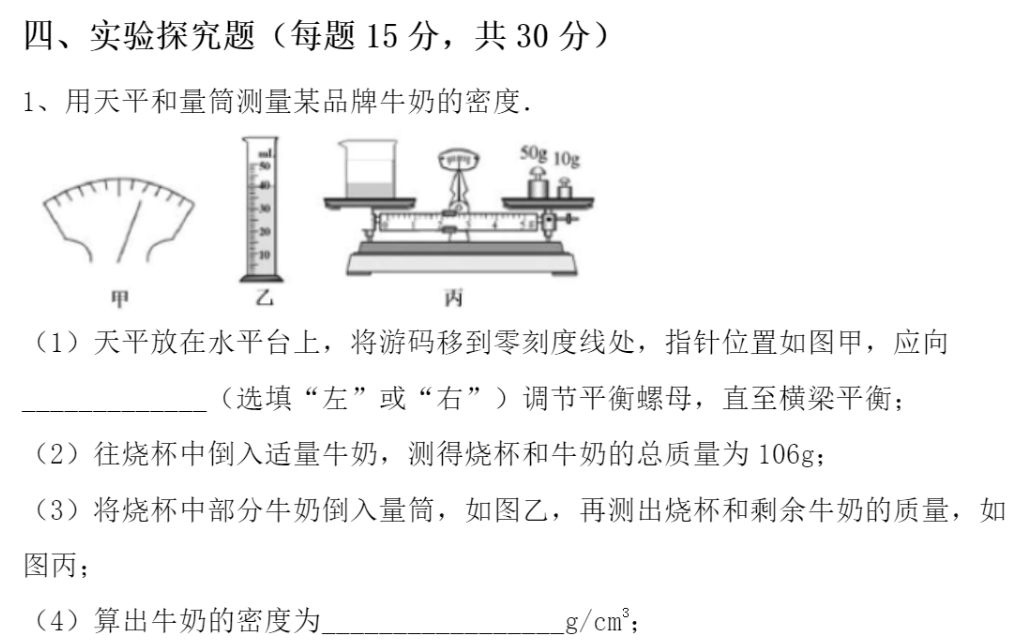 四、实验探究题（每题 15 分，共 30 分）
1、用天平和量筒测量某品牌牛奶的密度．
mL
50
40
30
20
10
50g 10g
甲
乙
丙
（1）天平放在水平台上，将游码移到零刻度线处，指针位置如图甲，应向
_____________（选填“左”或“右”）调节平衡螺母，直至横梁平衡；
（2）往烧杯中倒入适量牛奶，测得烧杯和牛奶的总质量为 106g；
（3）将烧杯中部分牛奶倒入量筒，如图乙，再测出烧杯和剩余牛奶的质量，如
图丙；
（4）算出牛奶的密度为_________________g/cm³；